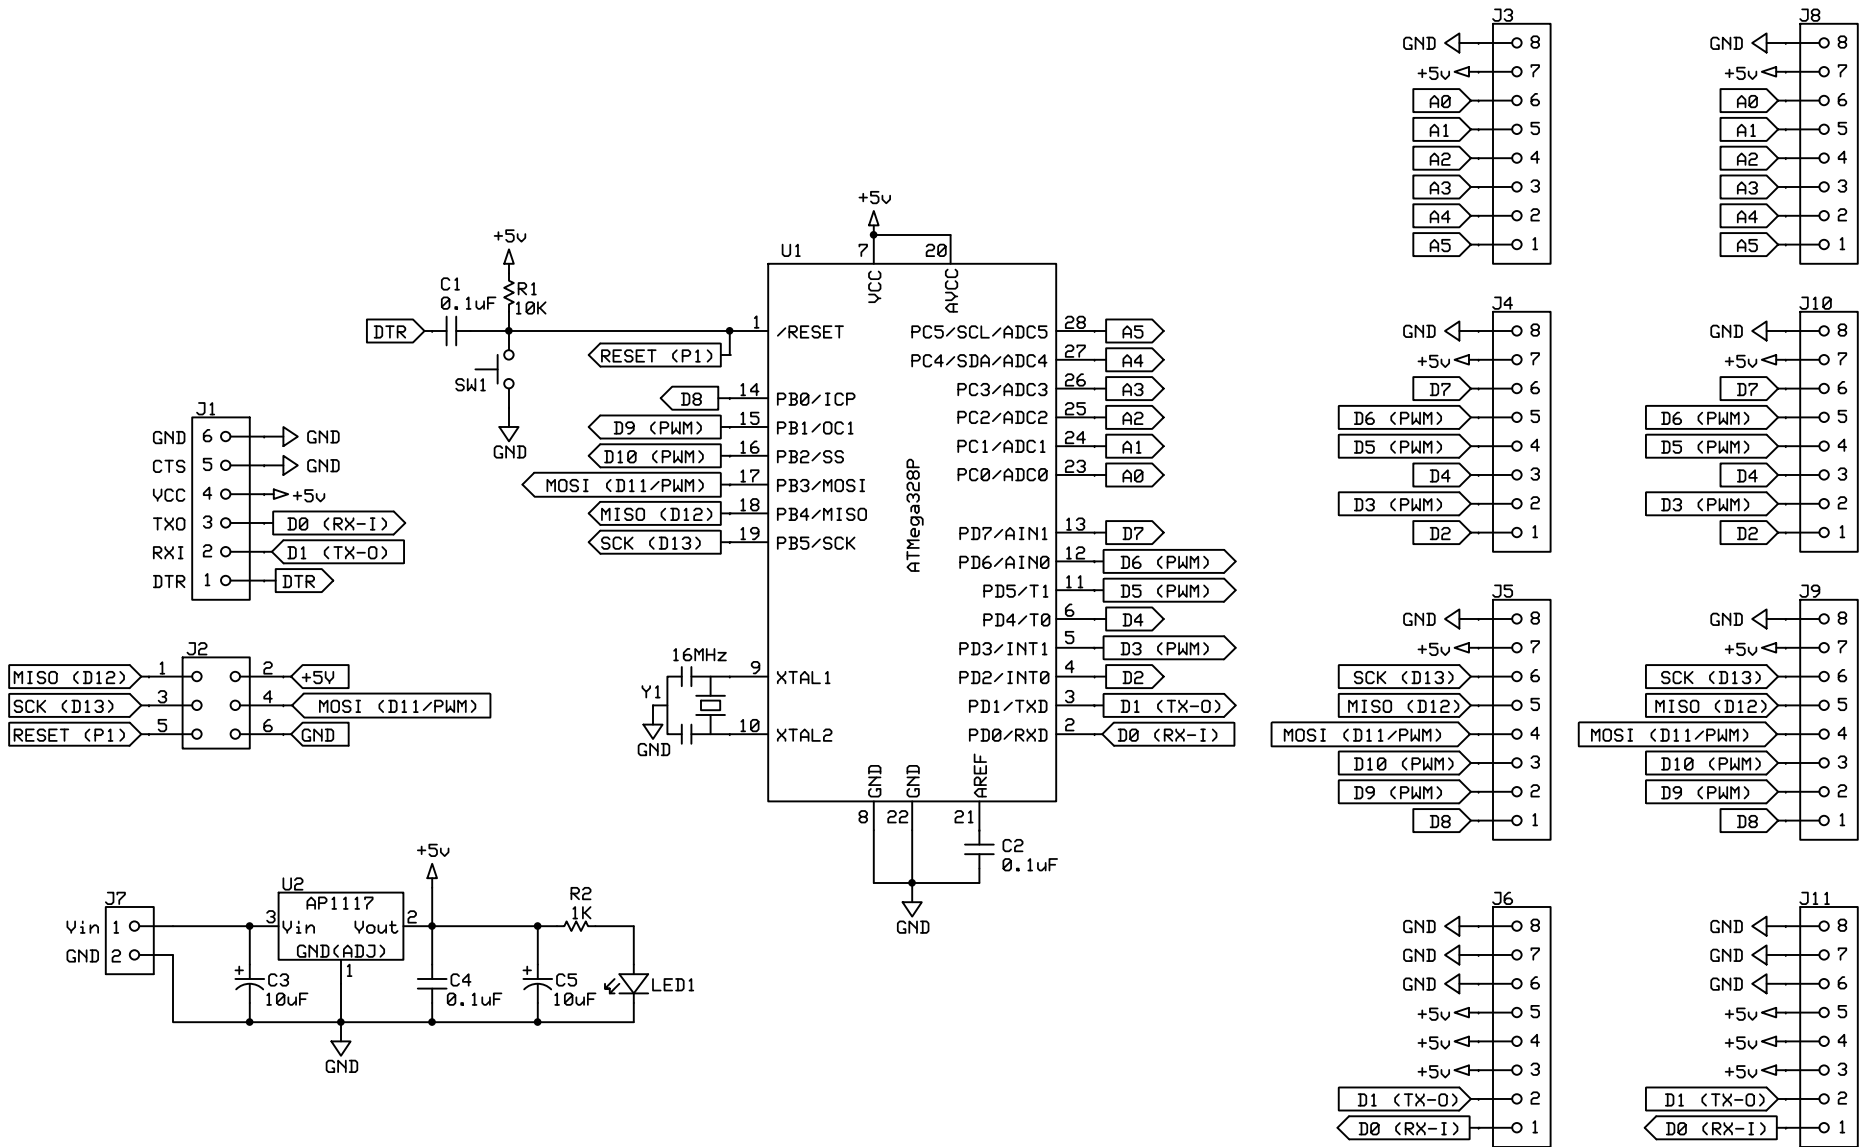 +5v
R1
10K
C1
0.1uF
DTR
SW1
GND
RESET (P1)
J1
GND 6 GND
CTS 5 GND
VCC 4 +5v
TXO 3 D0 (RX-I)
RXI 2 D1 (TX-O)
DTR 1 DTR
J2
MISO (D12) 1 2 +5V
SCK (D13) 3 4 MOSI (D11/PWM)
RESET (P1) 5 6 GND
+5v
U1 7 20
VCC
AVCC
ATMega328P
1 /RESET
D8 14 PB0/ICP
D9 (PWM) 15 PB1/OC1
D10 (PWM) 16 PB2/SS
MOSI (D11/PWM) 17 PB3/MOSI
MISO (D12) 18 PB4/MISO
SCK (D13) 19 PB5/SCK
16MHz
Y1
GND
9 XTAL1
10 XTAL2
PC5/SCL/ADC5 28 A5
PC4/SDA/ADC4 27 A4
PC3/ADC3 26 A3
PC2/ADC2 25 A2
PC1/ADC1 24 A1
PC0/ADC0 23 A0
PD7/AIN1 13 D7
PD6/AIN0 12 D6 (PWM)
PD5/T1 11 D5 (PWM)
PD4/T0 6 D4
PD3/INT1 5 D3 (PWM)
PD2/INT0 4 D2
PD1/TXD 3 D1 (TX-O)
PD0/RXD 2 D0 (RX-I)
GND
GND
AREF
8 22 21
C2
0.1uF
GND
J7
Vin 1
GND 2
U2
AP1117
3 Vin Vout 2
GND(ADJ)
1
+5v
C3
10uF
C4
0.1uF
C5
10uF
R2
1K
LED1
GND
J3
GND 8
+5v 7
A0 6
A1 5
A2 4
A3 3
A4 2
A5 1
J8
GND 8
+5v 7
A0 6
A1 5
A2 4
A3 3
A4 2
A5 1
J4
GND 8
+5v 7
D7 6
D6 (PWM) 5
D5 (PWM) 4
D4 3
D3 (PWM) 2
D2 1
J10
GND 8
+5v 7
D7 6
D6 (PWM) 5
D5 (PWM) 4
D4 3
D3 (PWM) 2
D2 1
J5
GND 8
+5v 7
SCK (D13) 6
MISO (D12) 5
MOSI (D11/PWM) 4
D10 (PWM) 3
D9 (PWM) 2
D8 1
J9
GND 8
+5v 7
SCK (D13) 6
MISO (D12) 5
MOSI (D11/PWM) 4
D10 (PWM) 3
D9 (PWM) 2
D8 1
J6
GND 8
GND 7
GND 6
+5v 5
+5v 4
+5v 3
D1 (TX-O) 2
D0 (RX-I) 1
J11
GND 8
GND 7
GND 6
+5v 5
+5v 4
+5v 3
D1 (TX-O) 2
D0 (RX-I) 1